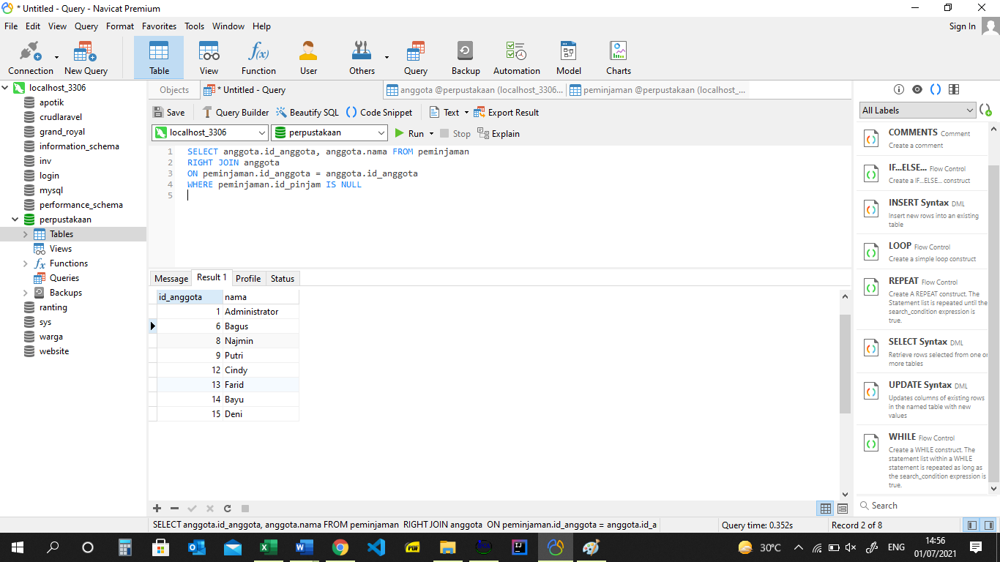 * Untitled - Query - Navicat Premium
File Edit View Query Format Favorites Tools Window Help Sign In
Connection New Query Table View Function User Others Query Backup Automation Model Charts
f(x)
localhost_3306
apotik
crudlaravel
grand_royal
information_schema
inv
login
mysql
performance_schema
perpustakaan
Tables
Views
fx Functions
Queries
Backups
ranting
sys
warga
website
Objects * Untitled - Query anggota @perpustakaan (localhost_3306... peminjaman @perpustakaan (localhost_...
Save Query Builder Beautify SQL () Code Snippet Text Export Result
localhost_3306 perpustakaan Run Stop Explain
1 SELECT anggota.id_anggota, anggota.nama FROM peminjaman
2 RIGHT JOIN anggota
3 ON peminjaman.id_anggota = anggota.id_anggota
4 WHERE peminjaman.id_pinjam IS NULL
5
Message Result 1 Profile Status
id_anggota nama
1 Administrator
6 Bagus
8 Najmin
9 Putri
12 Cindy
13 Farid
14 Bayu
15 Deni
All Labels
COMMENTS Comment
Create a comment
IF...ELSE... Flow Control
Create a IF...ELSE... construct
INSERT Syntax DML
Insert new rows into an existing
table
LOOP Flow Control
Create a simple loop construct
REPEAT Flow Control
Create A REPEAT construct. The
Statement list is repeated until the
search_condition expression is
true.
SELECT Syntax DML
Retrieve rows selected from one or
more tables
UPDATE Syntax DML
Updates columns of existing rows
in the named table with new
values
WHILE Flow Control
Create a WHILE construct. The
statement list within a WHILE
statement is repeated as long as
the search_condition expression is
true.
Search
SELECT anggota.id_anggota, anggota.nama FROM peminjaman RIGHT JOIN anggota ON peminjaman.id_anggota = anggota.id_a
Query time: 0.352s
Record 2 of 8
PDF
IJ
30°C
ENG
14:56
01/07/2021